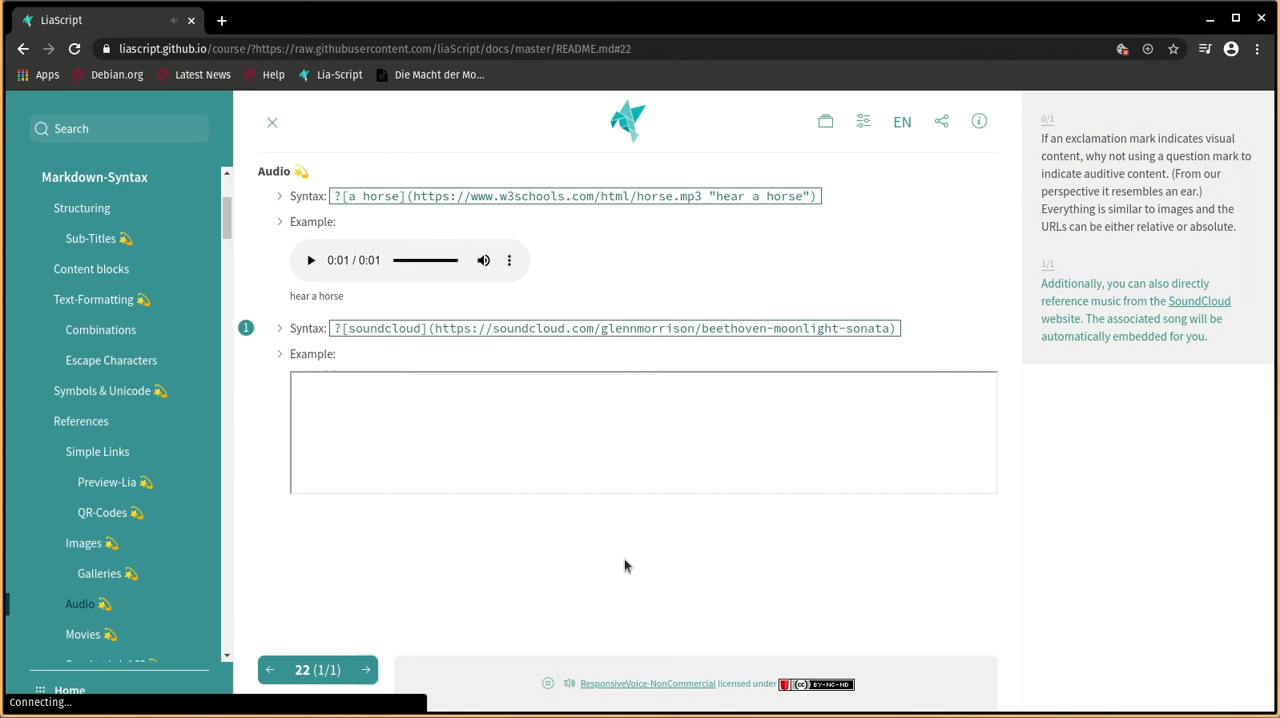 LiaScript
liascript.github.io/course/?https://raw.githubusercontent.com/liaScript/docs/master/README.md#22
Apps
Debian.org
Latest News
Help
Lia-Script
Die Macht der Mo...
Search
Markdown-Syntax
Structuring
Sub-Titles 💫
Content blocks
Text-Formatting 💫
Combinations
Escape Characters
Symbols & Unicode 💫
References
Simple Links
Preview-Lia 💫
QR-Codes 💫
Images 💫
Galleries 💫
Audio 💫
Movies 💫
Home
Connecting...
EN
Audio 💫
Syntax: ?[a horse](https://www.w3schools.com/html/horse.mp3 "hear a horse")
Example:
0:01 / 0:01
hear a horse
1
Syntax: ?[soundcloud](https://soundcloud.com/glennmorrison/beethoven-moonlight-sonata)
Example:
22 (1/1)
ResponsiveVoice-NonCommercial licensed under
BY-NC-ND
0/1
If an exclamation mark indicates visual
content, why not using a question mark to
indicate auditive content. (From our
perspective it resembles an ear.)
Everything is similar to images and the
URLs can be either relative or absolute.
1/1
Additionally, you can also directly
reference music from the SoundCloud
website. The associated song will be
automatically embedded for you.